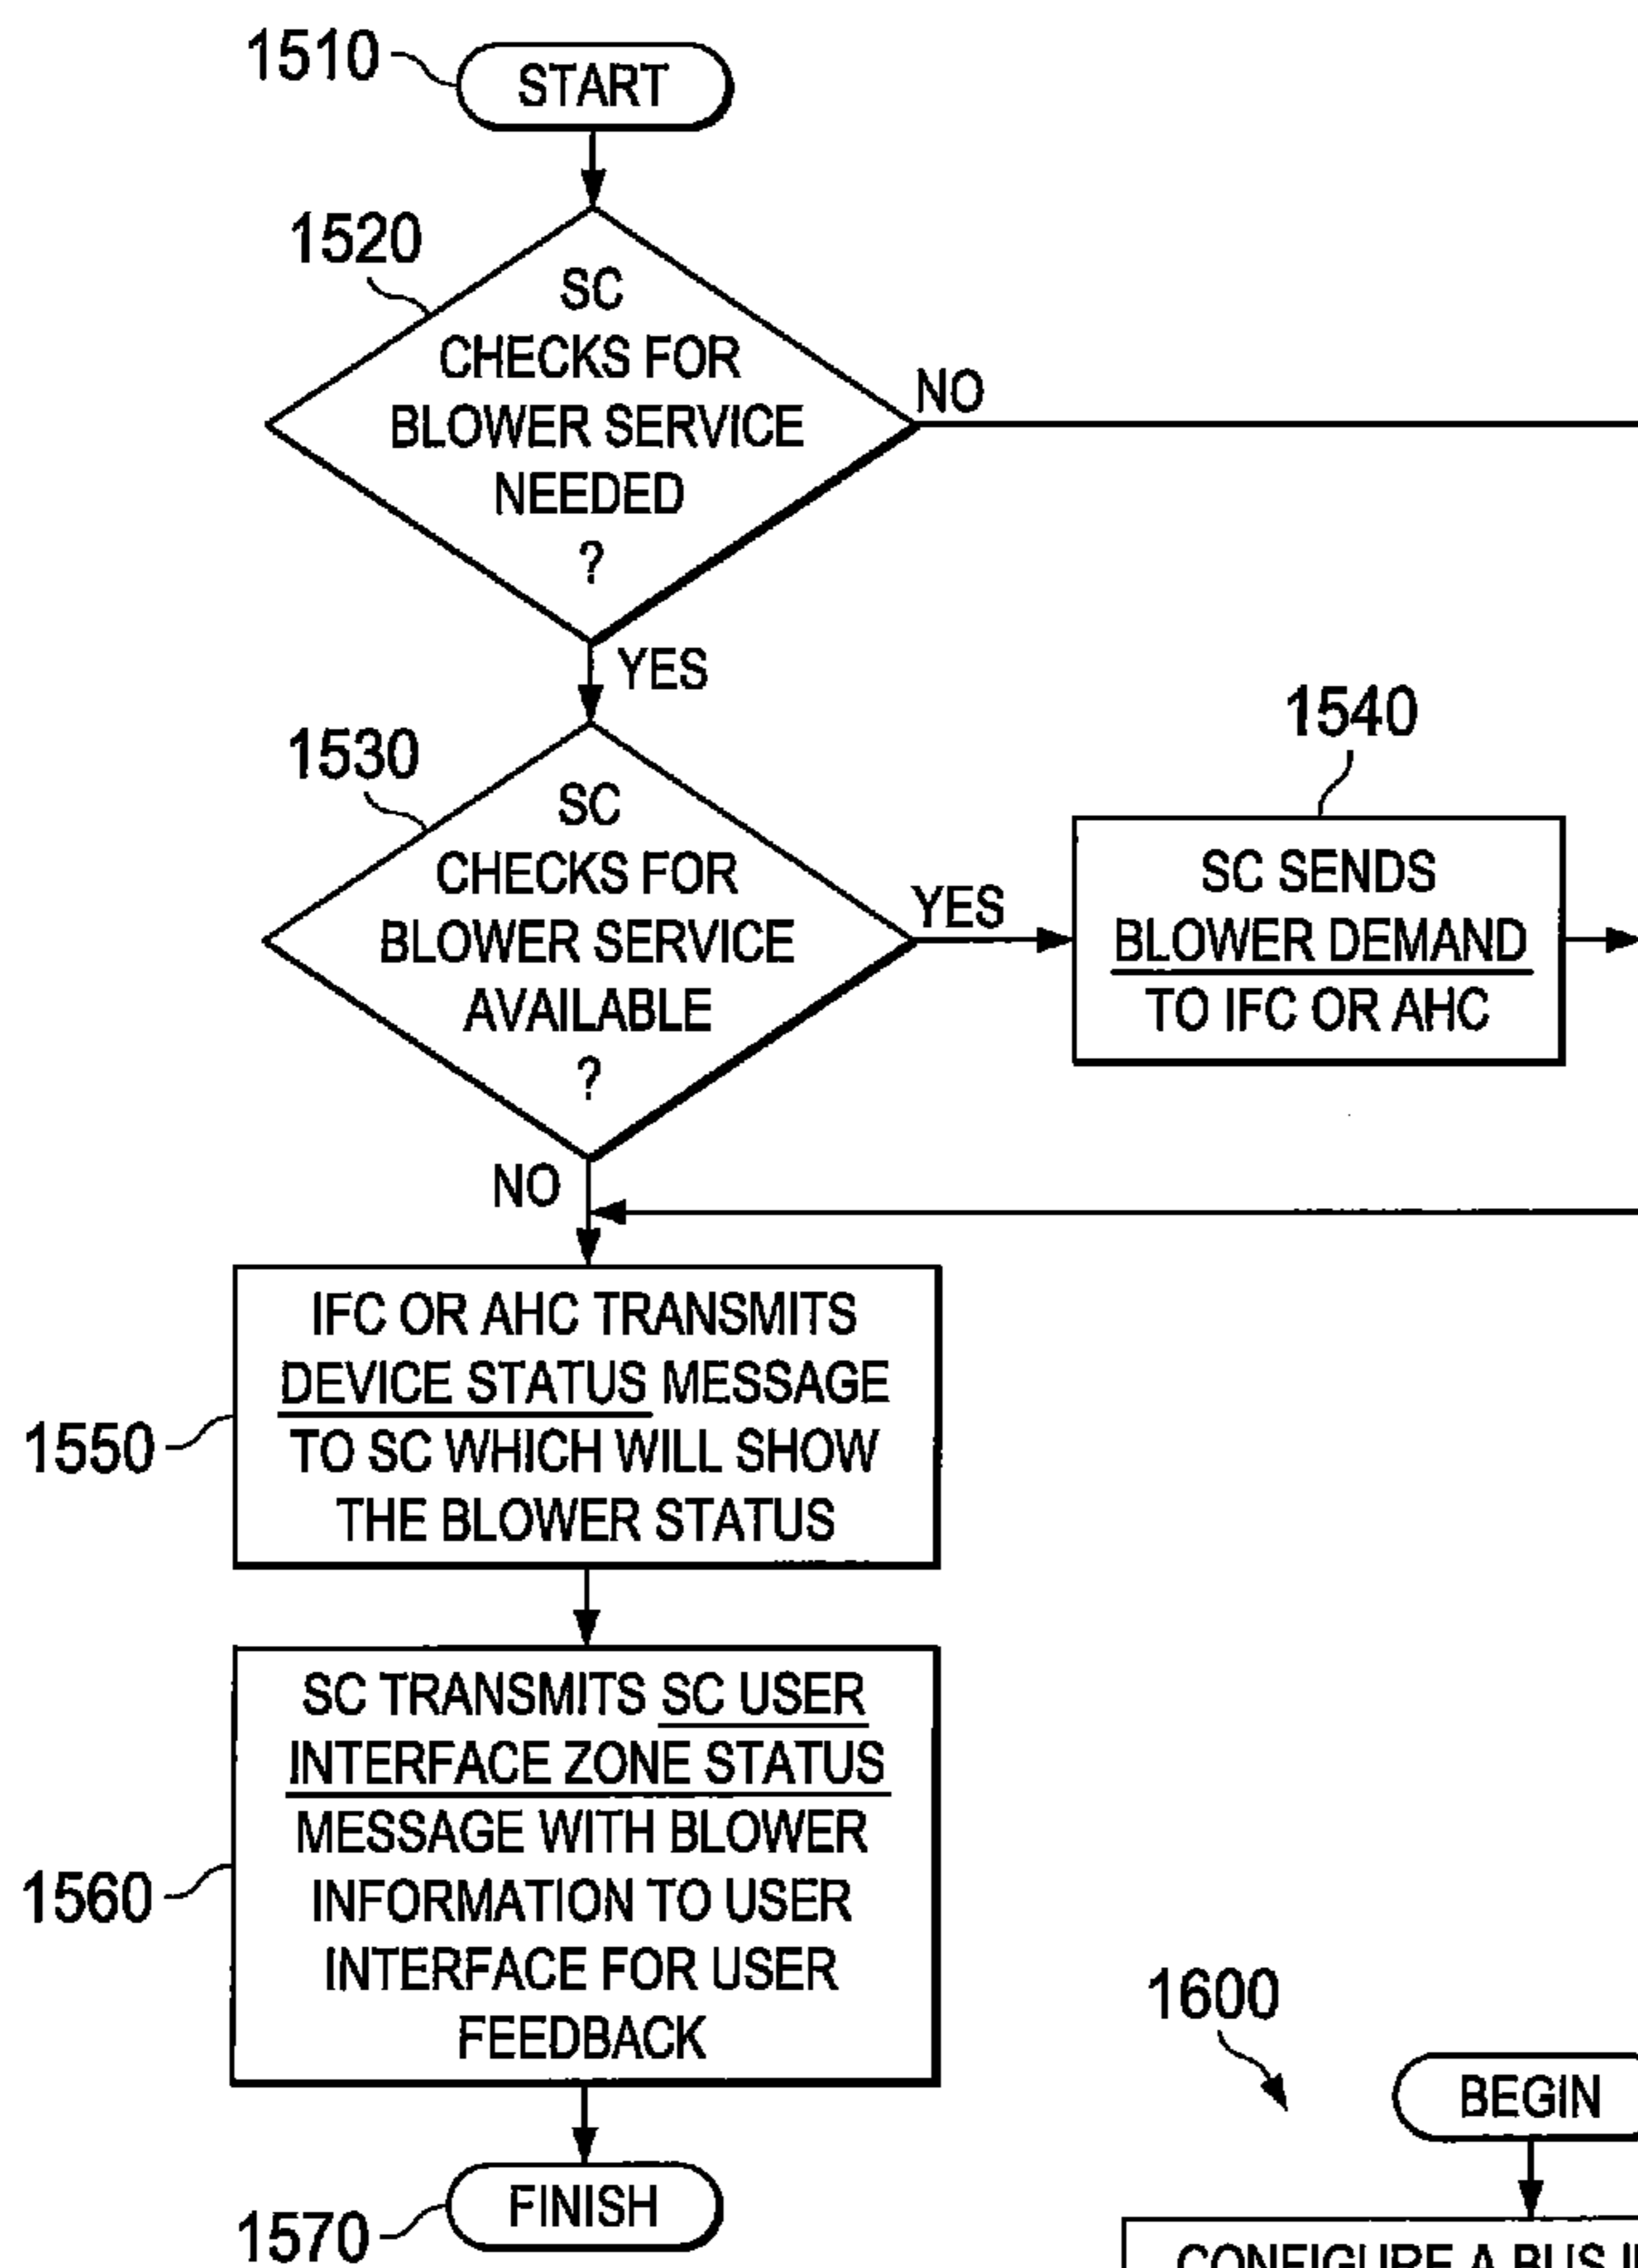 1510
START
1520
SC
CHECKS FOR
BLOWER SERVICE
NEEDED
?
NO
YES
1530
SC
CHECKS FOR
BLOWER SERVICE
AVAILABLE
?
YES
1540
SC SENDS
BLOWER DEMAND
TO IFC OR AHC
NO
IFC OR AHC TRANSMITS
DEVICE STATUS MESSAGE
TO SC WHICH WILL SHOW
THE BLOWER STATUS
1550
SC TRANSMITS SC USER
INTERFACE ZONE STATUS
MESSAGE WITH BLOWER
INFORMATION TO USER
INTERFACE FOR USER
FEEDBACK
1560
FINISH
1570
1600
BEGIN
CONFIGURE A BUS